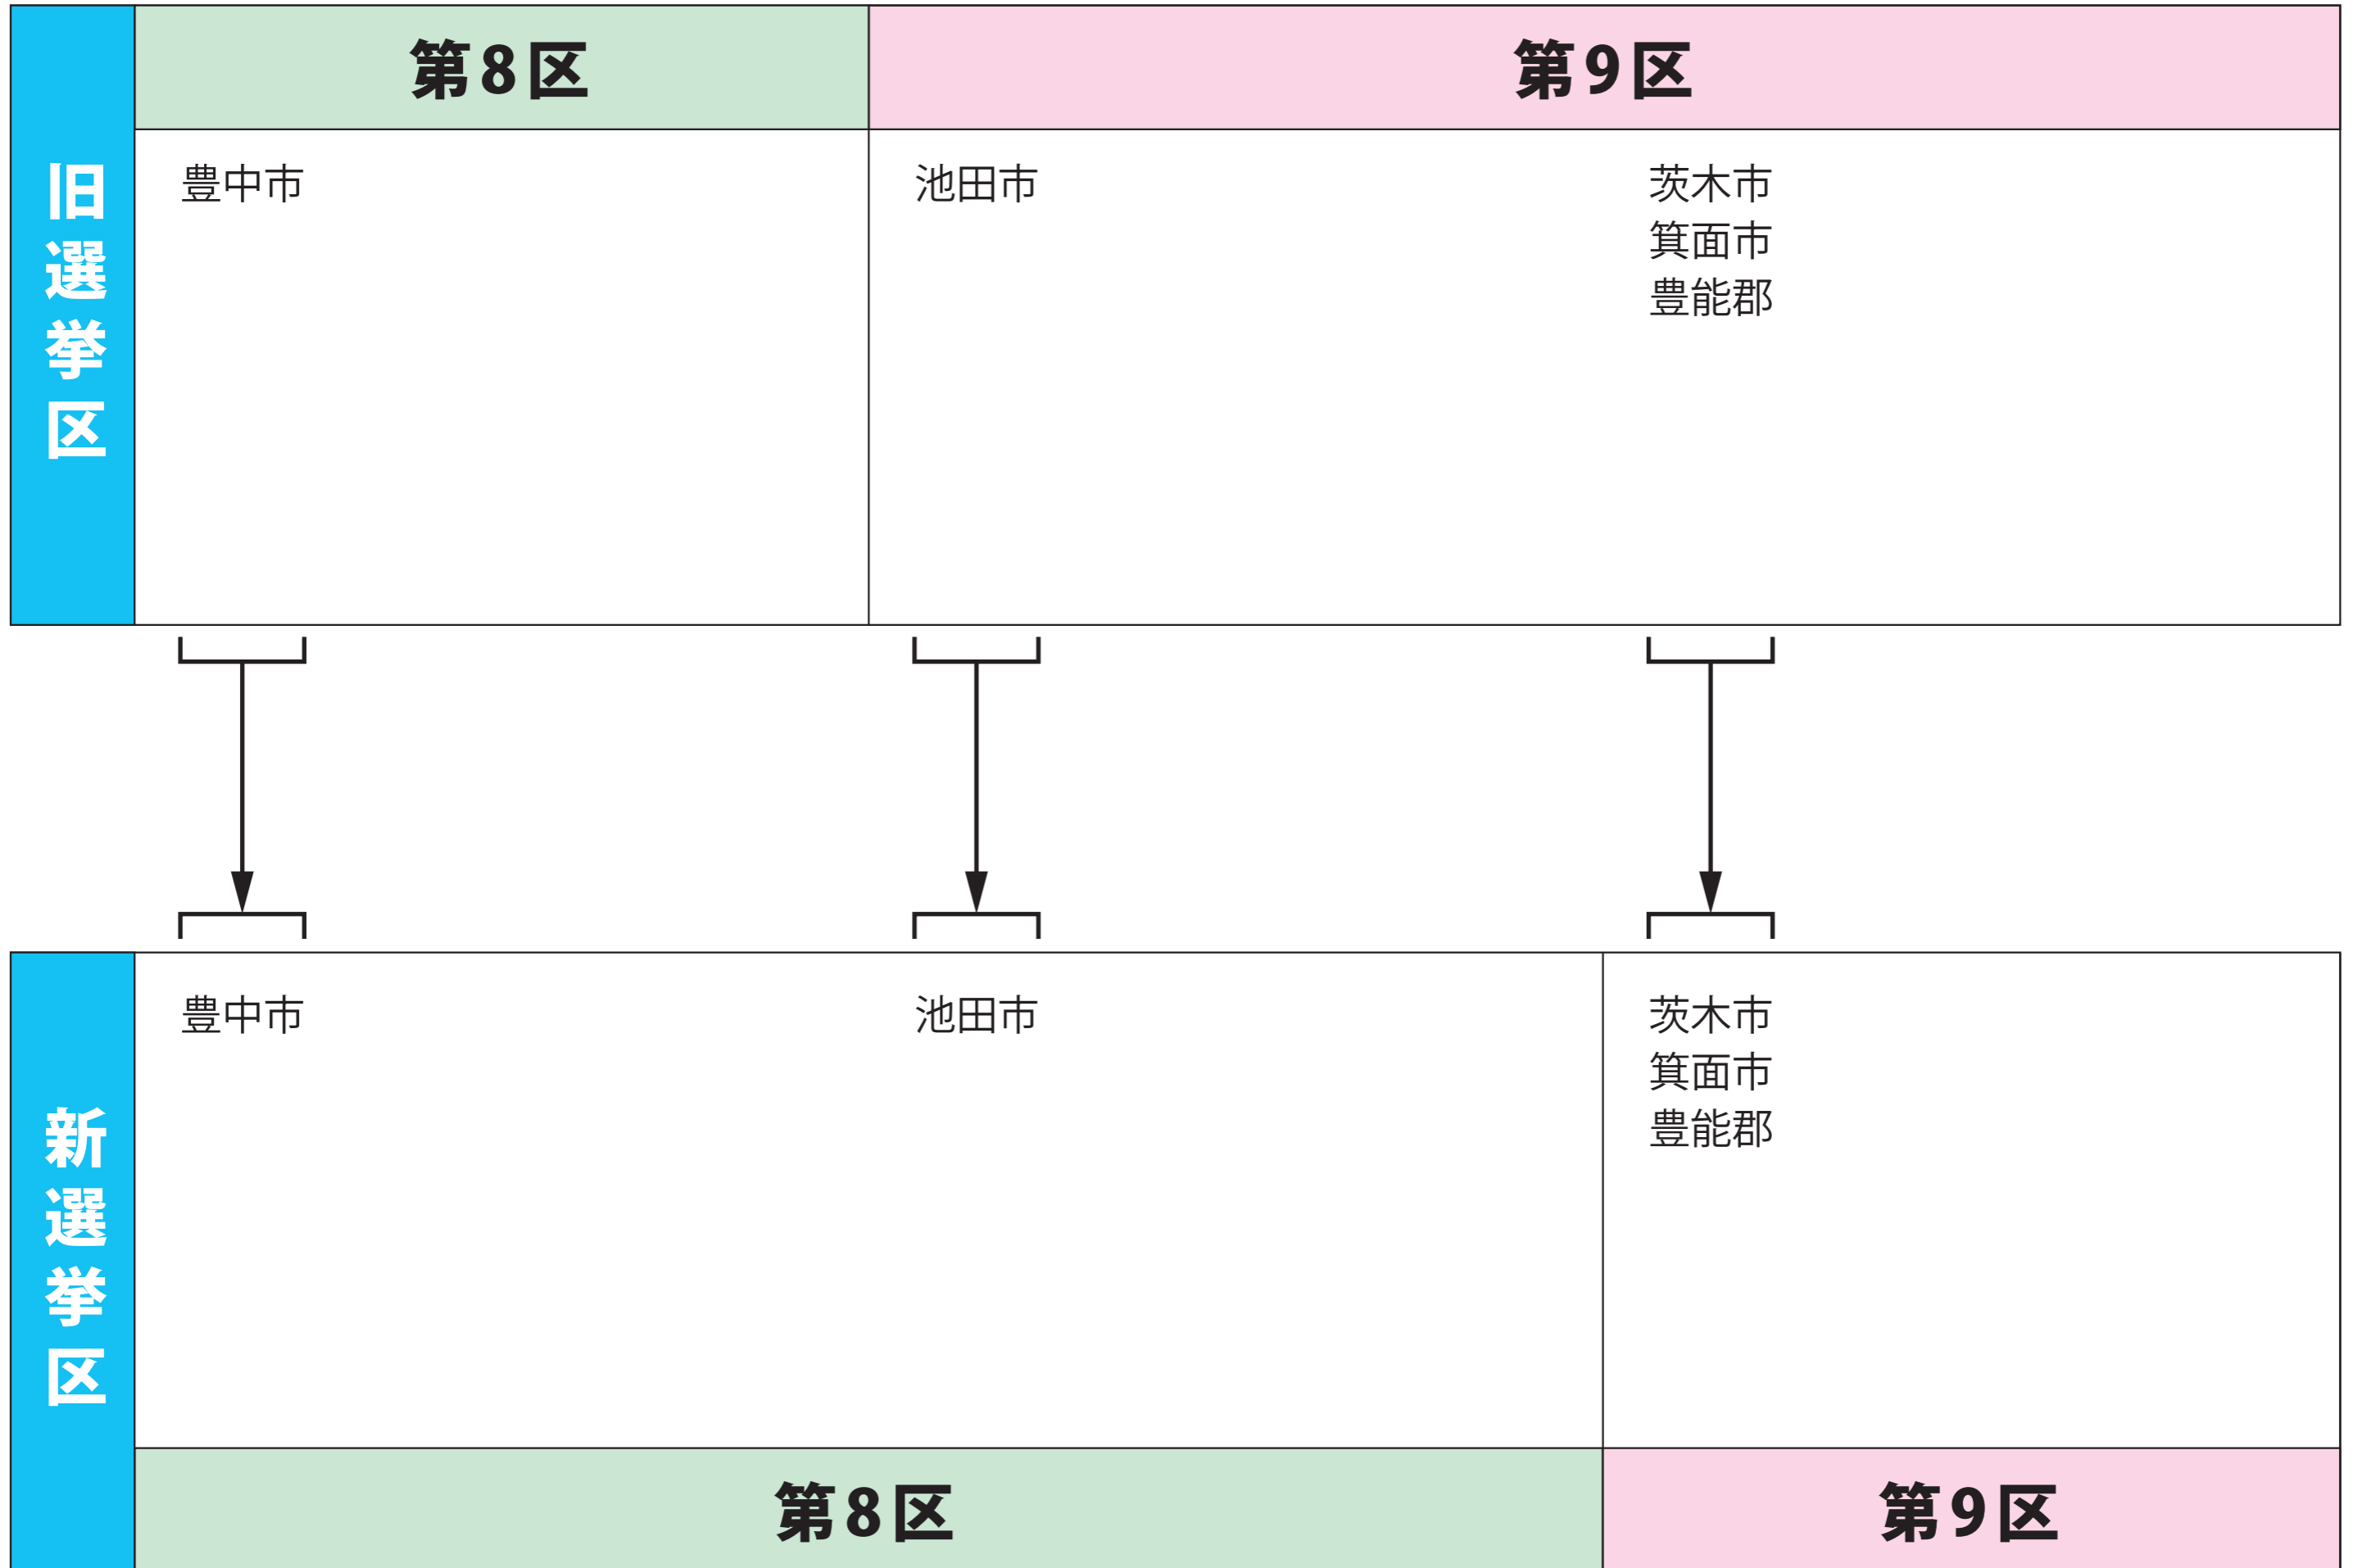 旧選挙区
第8区
第9区
豊中市
池田市
茨木市
箕面市
豊能郡
新選挙区
豊中市
池田市
茨木市
箕面市
豊能郡
第8区
第9区